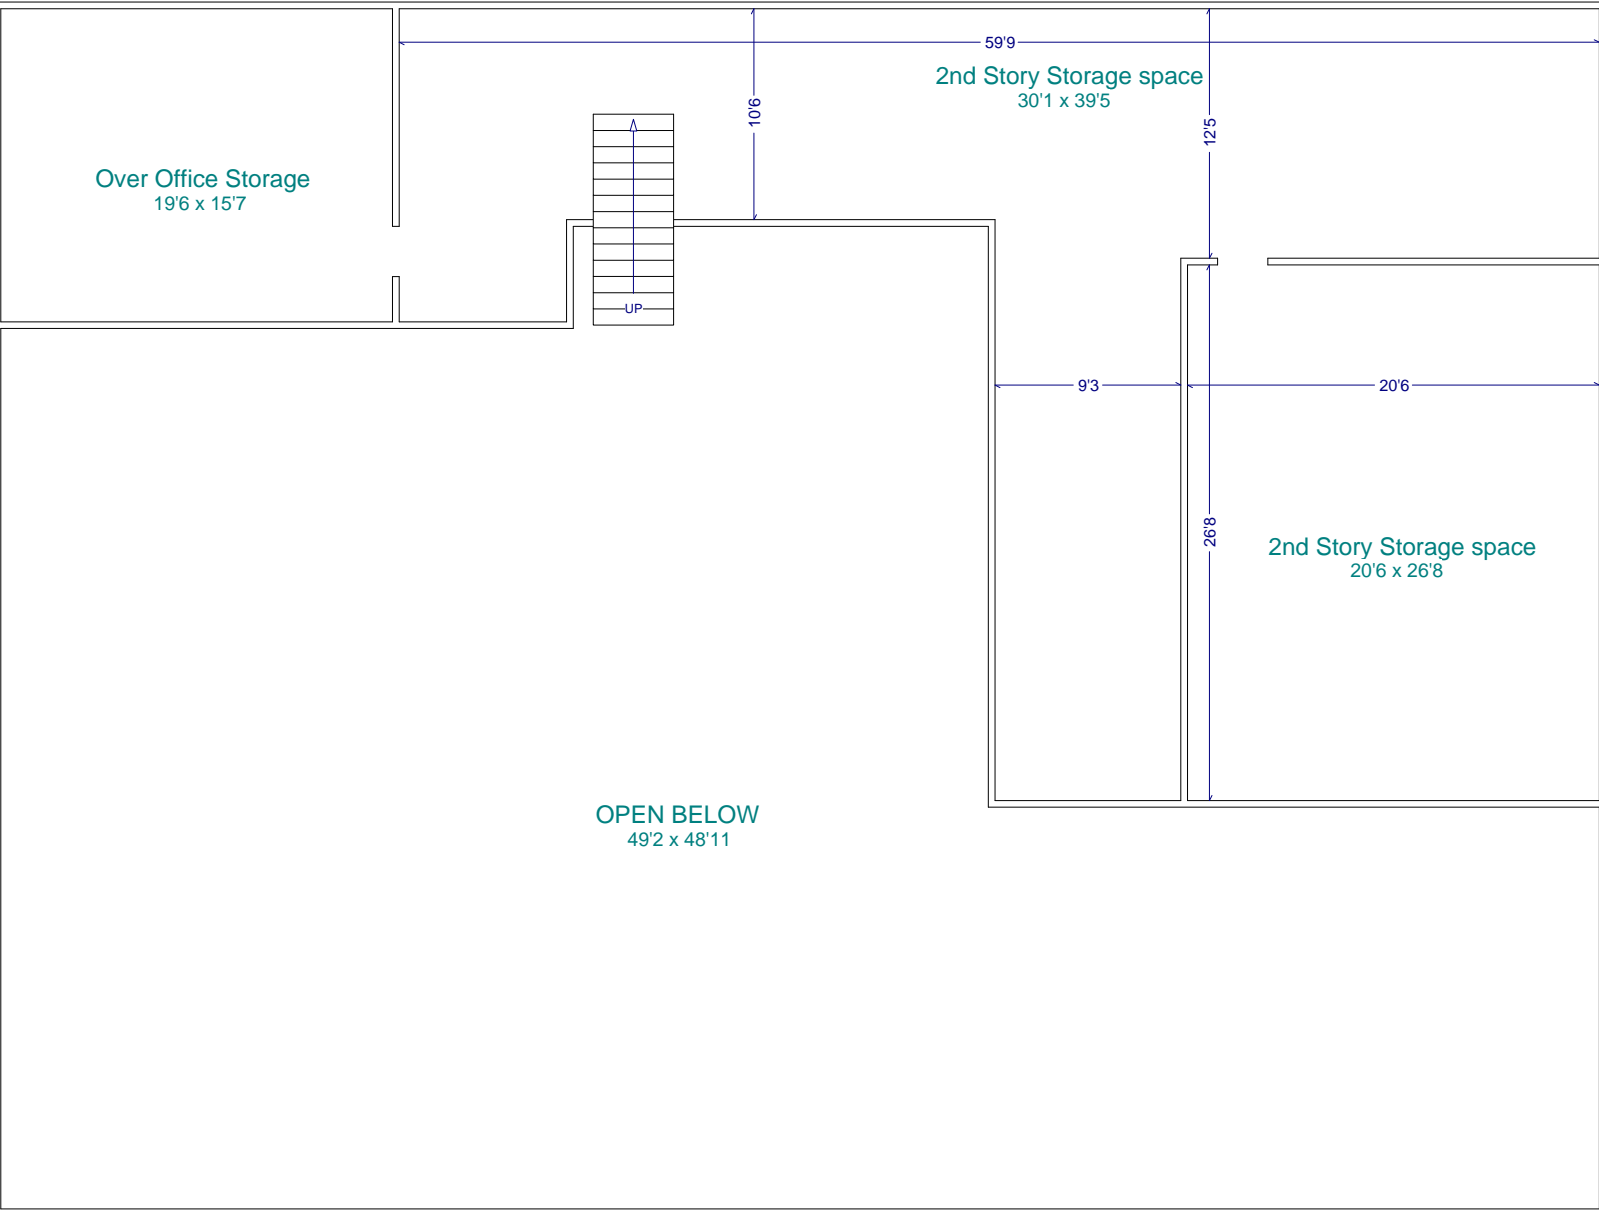 59'9
2nd Story Storage space
30'1 x 39'5
10'6
12'5
Over Office Storage
19'6 x 15'7
UP
9'3
20'6
26'8
2nd Story Storage space
20'6 x 26'8
OPEN BELOW
49'2 x 48'11